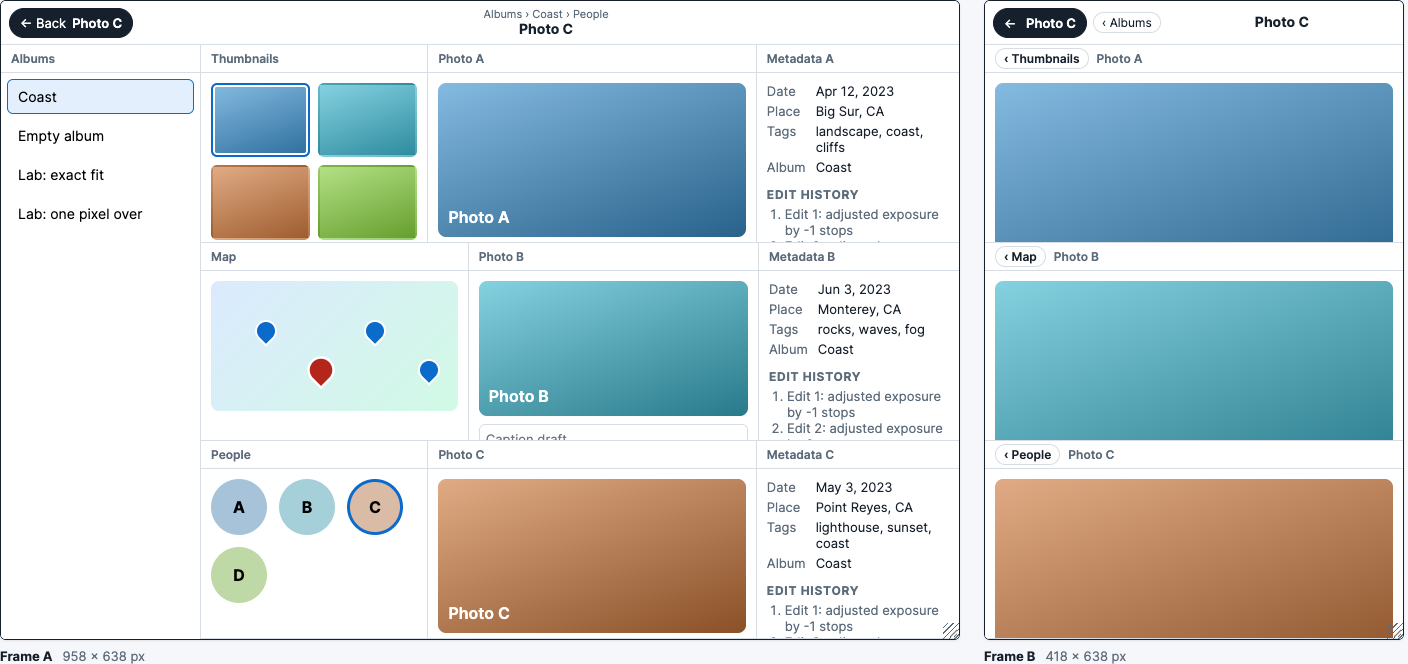 ← Back Photo C
Albums › Coast › People
Photo C
Albums
Coast
Empty album
Lab: exact fit
Lab: one pixel over
Thumbnails
Photo A
Photo A
Metadata A
Date Apr 12, 2023
Place Big Sur, CA
Tags landscape, coast,
cliffs
Album Coast
EDIT HISTORY
1. Edit 1: adjusted exposure
by -1 stops
Map
Photo B
Photo B
Caption draft
Metadata B
Date Jun 3, 2023
Place Monterey, CA
Tags rocks, waves, fog
Album Coast
EDIT HISTORY
1. Edit 1: adjusted exposure
by -1 stops
2. Edit 2: adjusted exposure
People
A B C
D
Photo C
Photo C
Metadata C
Date May 3, 2023
Place Point Reyes, CA
Tags lighthouse, sunset,
coast
Album Coast
EDIT HISTORY
1. Edit 1: adjusted exposure
by -1 stops
Frame A 958 × 638 px
← Photo C ‹ Albums Photo C
‹ Thumbnails Photo A
‹ Map Photo B
‹ People Photo C
Frame B 418 × 638 px